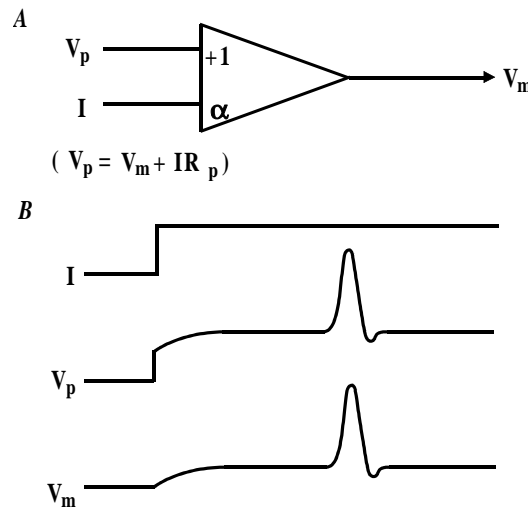 A
V_p
+1
I
α
V_m
( V_p = V_m + IR_p )
B
I
V_p
V_m